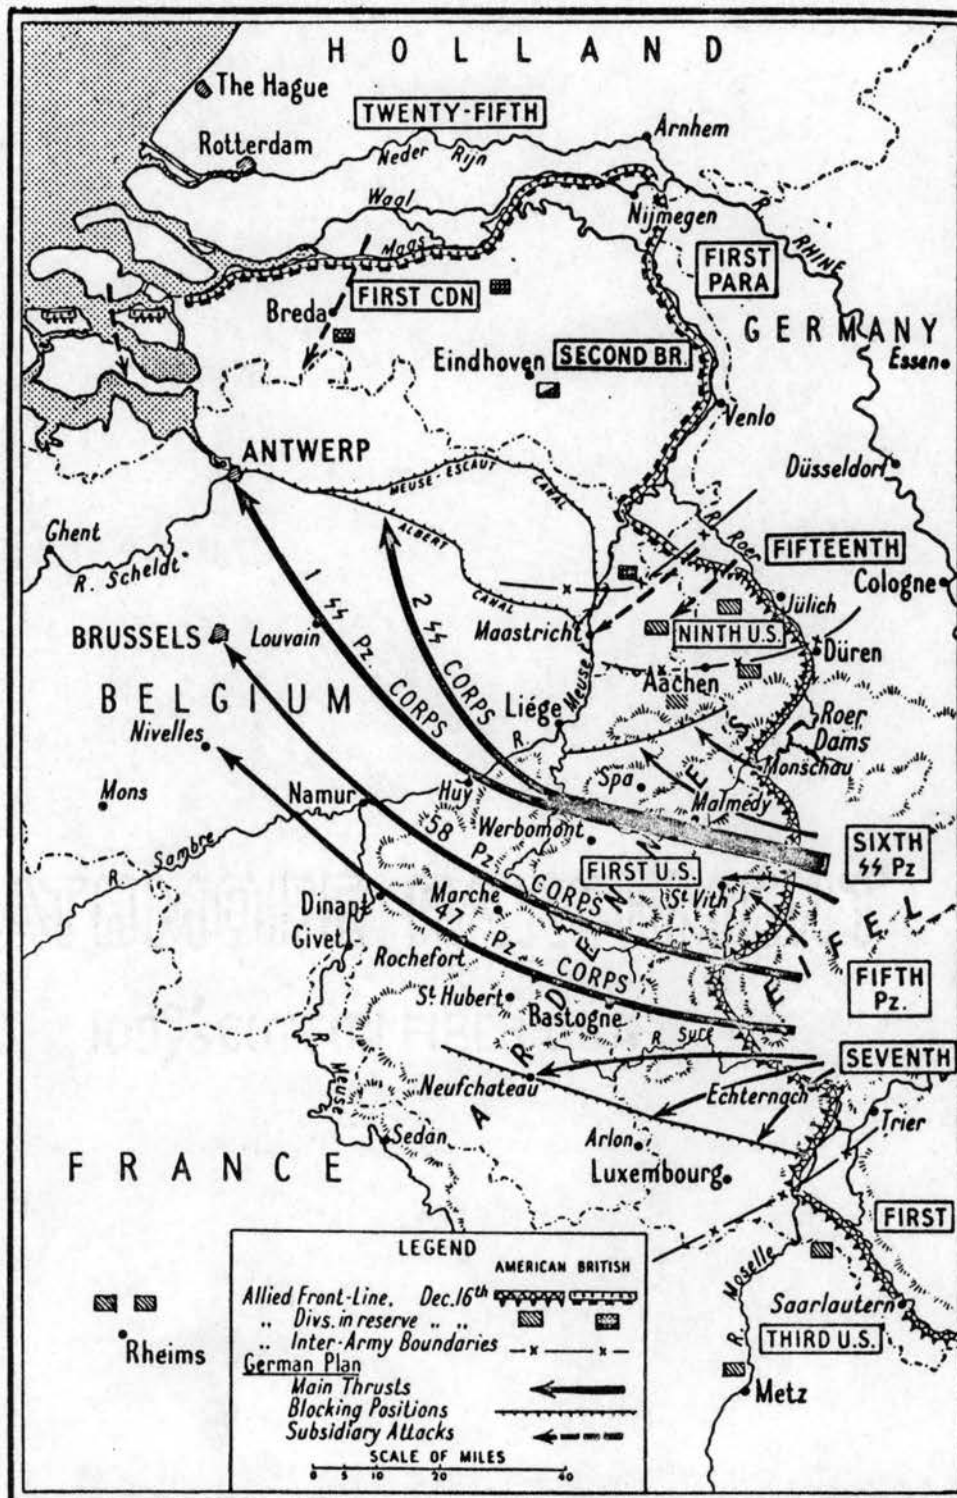 HOLLAND
The Hague
TWENTY-FIFTH
Arnhem
Rotterdam
Neder Rijn
Waal
Nijmegen
Maas
RHINE
FIRST
PARA
FIRST CDN
Breda
GERMANY
Eindhoven
SECOND BR.
Essen
Venlo
ANTWERP
MEUSE-ESCAUT CANAL
Düsseldorf
ALBERT CANAL
Ghent
R. Scheldt
R. Roer
FIFTEENTH
Cologne
Jülich
1 SS Pz. CORPS
2 SS CORPS
Louvain
Maastricht
NINTH U.S.
BRUSSELS
Düren
Aachen
BELGIUM
Liége
R. Meuse
Roer
Dams
Nivelles
Monschau
Spa
Mons
Namur
Huy
Malmédy
Werbomont
SIXTH
SS Pz
R. Sambre
58 Pz. CORPS
FIRST U.S.
St. Vith
Dinant
Marche
EIFEL
Givet
47 Pz. CORPS
Rochefort
FIFTH
Pz.
St. Hubert
Bastogne
ARDENNES
R. Sure
SEVENTH
R. Meuse
Neufchateau
Echternach
Trier
Sedan
Arlon
FRANCE
Luxembourg
FIRST
R. Moselle
Saarlautern
THIRD U.S.
Rheims
Metz
LEGEND
AMERICAN BRITISH
Allied Front-Line. Dec. 16th
,, Divs. in reserve ,, ,,
,, Inter-Army Boundaries
German Plan
Main Thrusts
Blocking Positions
Subsidiary Attacks
SCALE OF MILES
0 5 10 20 40